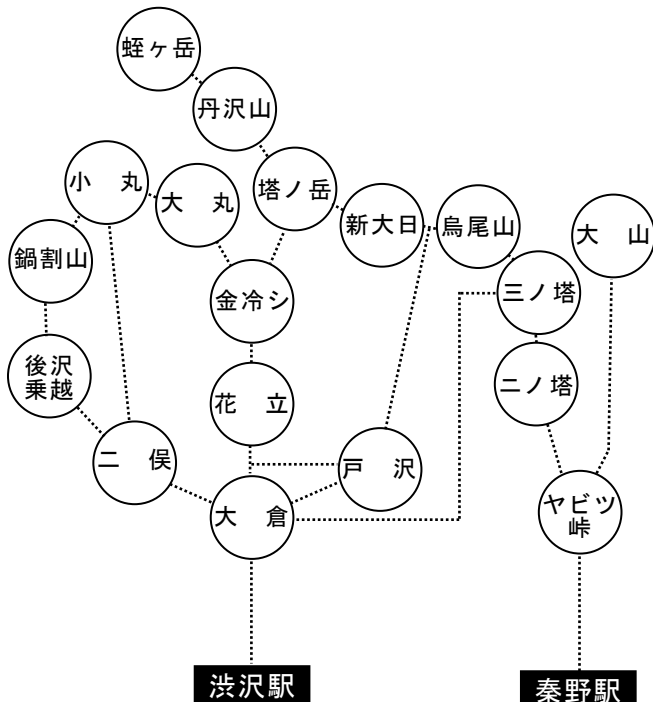 蛭ヶ岳
丹沢山
小　丸
大　丸
塔ノ岳
新大日
烏尾山
大　山
鍋割山
金冷シ
三ノ塔
後沢
乗越
花　立
ニノ塔
二　俣
戸　沢
大　倉
ヤビツ
峠
渋沢駅
秦野駅